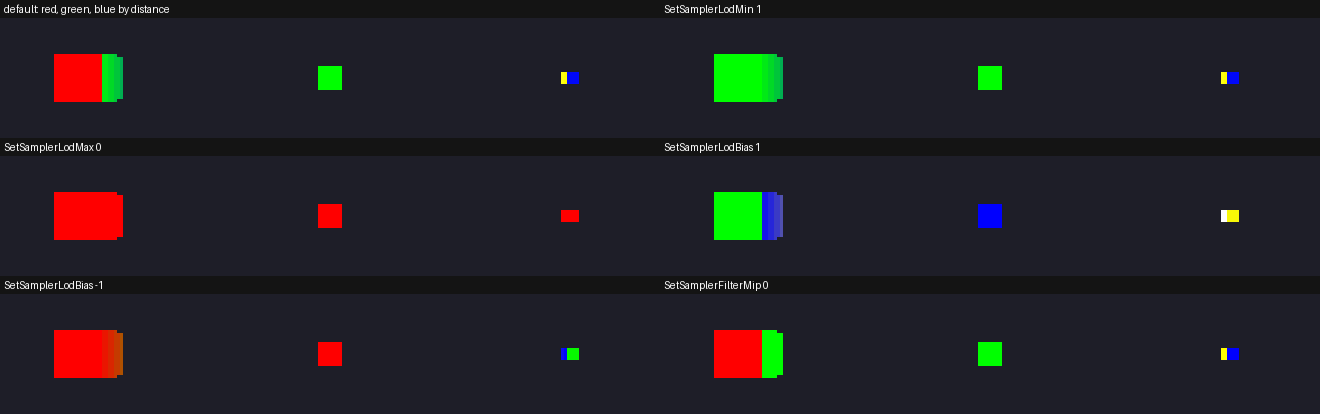 default: red, green, blue by distance
SetSamplerLodMin 1
SetSamplerLodMax 0
SetSamplerLodBias 1
SetSamplerLodBias -1
SetSamplerFilterMip 0